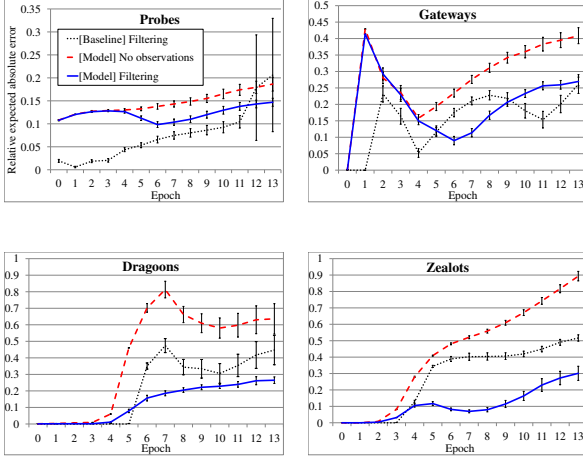 Probes
Relative expected absolute error
0.35
0.3
0.25
0.2
0.15
0.1
0.05
0
[Baseline] Filtering
[Model] No observations
[Model] Filtering
0 1 2 3 4 5 6 7 8 9 10 11 12 13
Epoch
Gateways
0.5
0.45
0.4
0.35
0.3
0.25
0.2
0.15
0.1
0.05
0
0 1 2 3 4 5 6 7 8 9 10 11 12 13
Epoch
Dragoons
1
0.9
0.8
0.7
0.6
0.5
0.4
0.3
0.2
0.1
0
0 1 2 3 4 5 6 7 8 9 10 11 12 13
Epoch
Zealots
1
0.9
0.8
0.7
0.6
0.5
0.4
0.3
0.2
0.1
0
0 1 2 3 4 5 6 7 8 9 10 11 12 13
Epoch